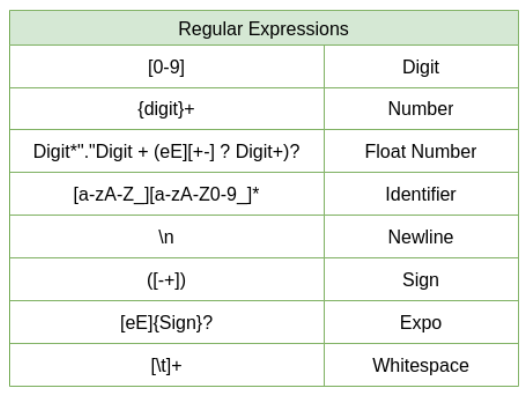 Regular Expressions
[0-9] Digit
{digit}+ Number
Digit*"."Digit + (eE][+-] ? Digit+)? Float Number
[a-zA-Z_][a-zA-Z0-9_]* Identifier
\n Newline
([-+]) Sign
[eE]{Sign}? Expo
[\t]+ Whitespace